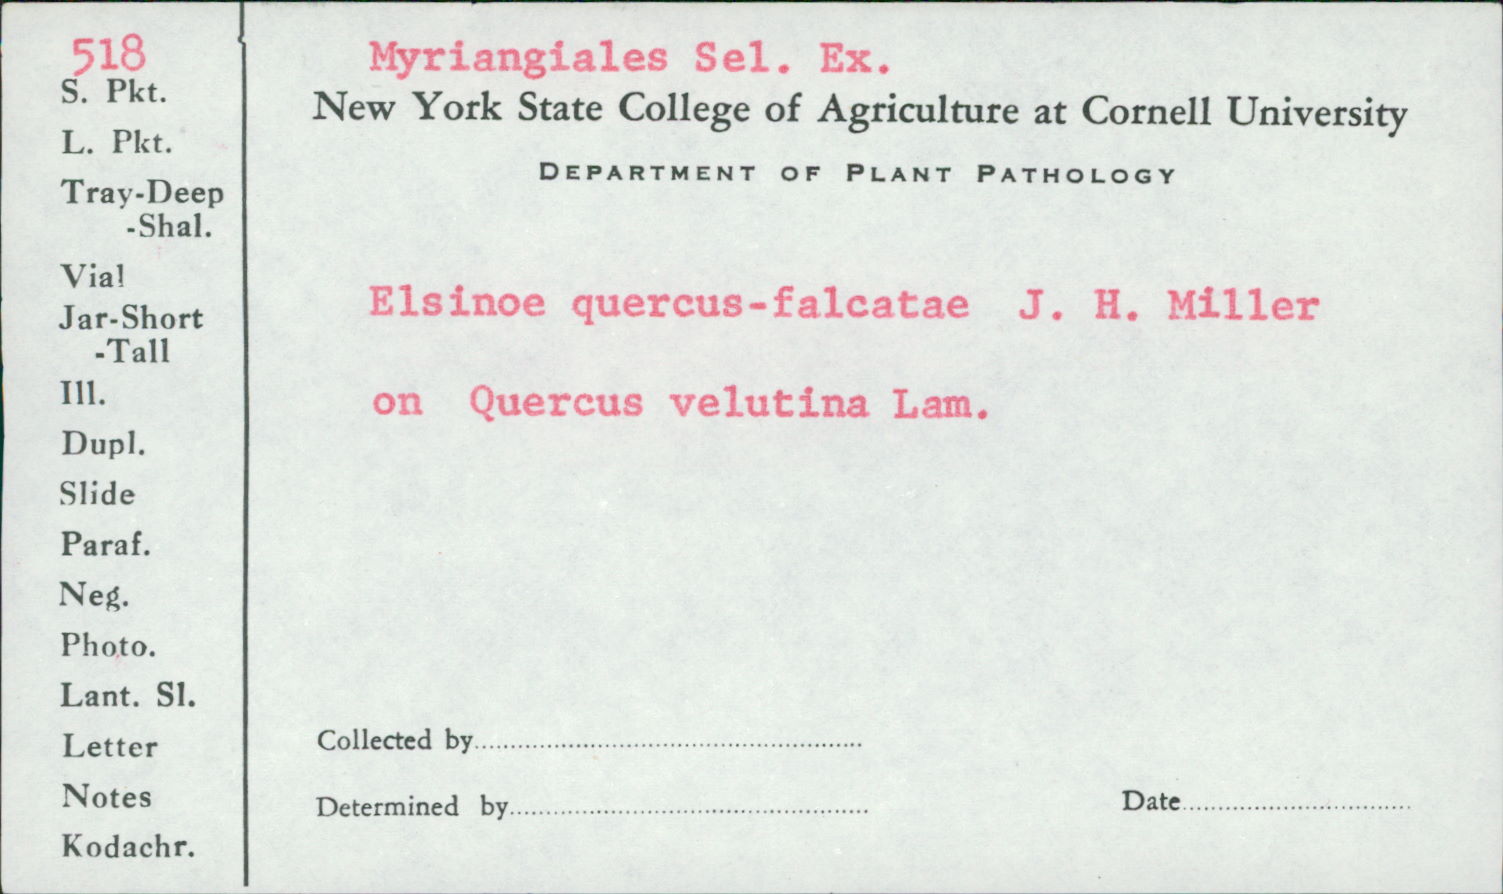 518
S. Pkt.
L. Pkt.
Tray-Deep
-Shal.
Vial
Jar-Short
-Tall
Ill.
Dupl.
Slide
Paraf.
Neg.
Photo.
Lant. Sl.
Letter
Notes
Kodachr.
Myriangiales Sel. Ex.
New York State College of Agriculture at Cornell University
DEPARTMENT OF PLANT PATHOLOGY
Elsinoe quercus-falcatae J. H. Miller
on Quercus velutina Lam.
Collected by
Determined by
Date